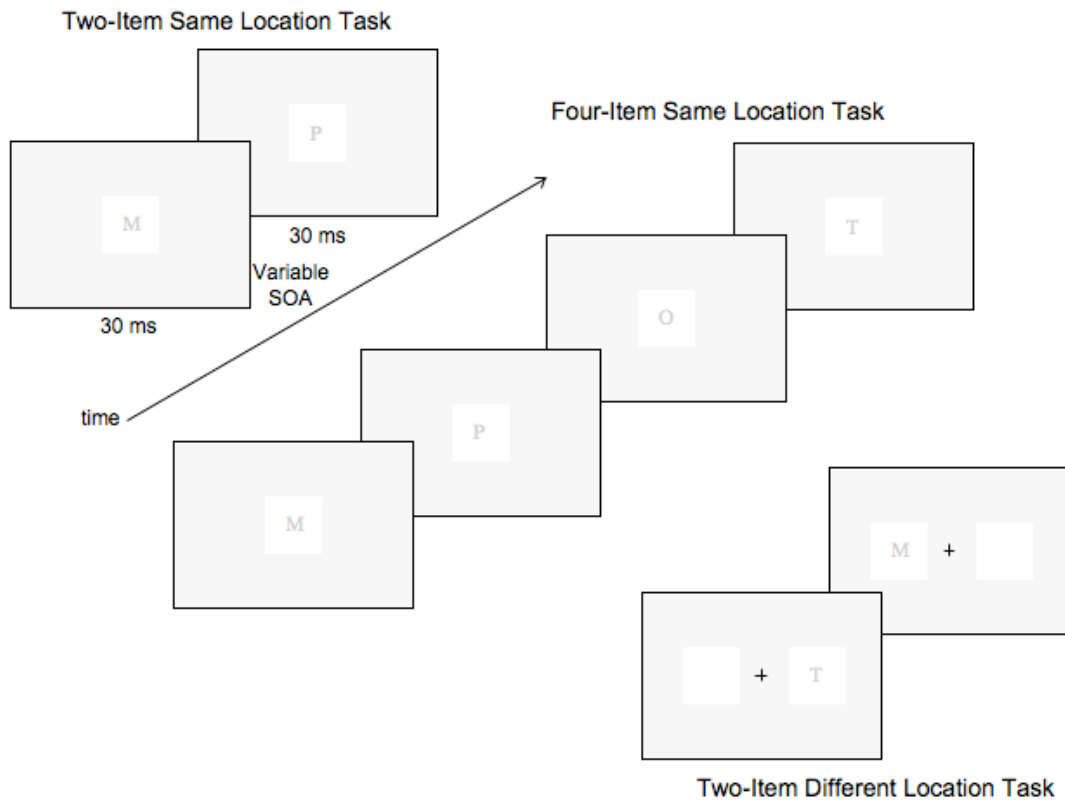 Two-Item Same Location Task
P
M
30 ms
Variable
SOA
30 ms
time
Four-Item Same Location Task
T
O
P
M
M +
+ T
Two-Item Different Location Task